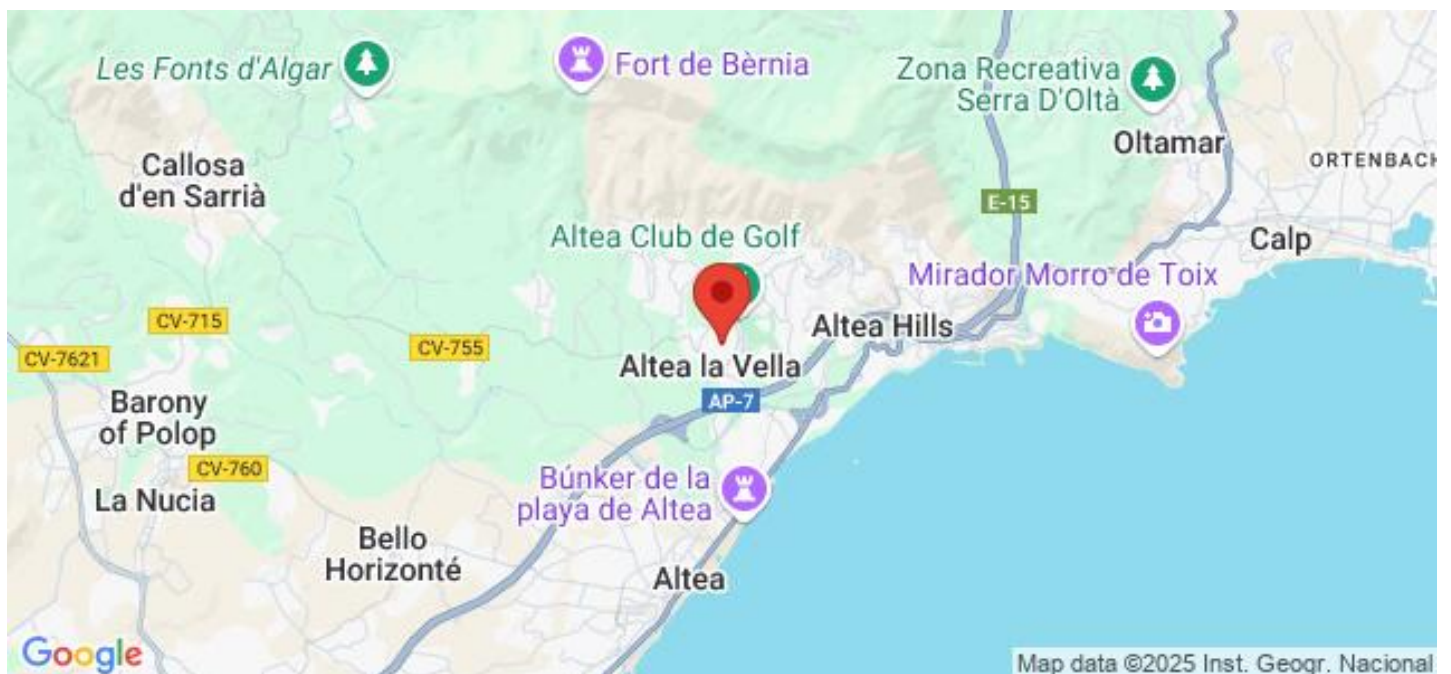 Les Fonts d'Algar
Fort de Bèrnia
Zona Recreativa
Serra D'Oltà
Oltamar
ORTENBACH
Callosa
d'en Sarrià
E-15
Calp
Altea Club de Golf
Mirador Morro de Toix
CV-715
Altea Hills
CV-755
CV-7621
Altea la Vella
AP-7
Barony
of Polop
CV-760
La Nucia
Búnker de la
playa de Altea
Bello
Horizonté
Altea
Google
Map data ©2025 Inst. Geogr. Nacional